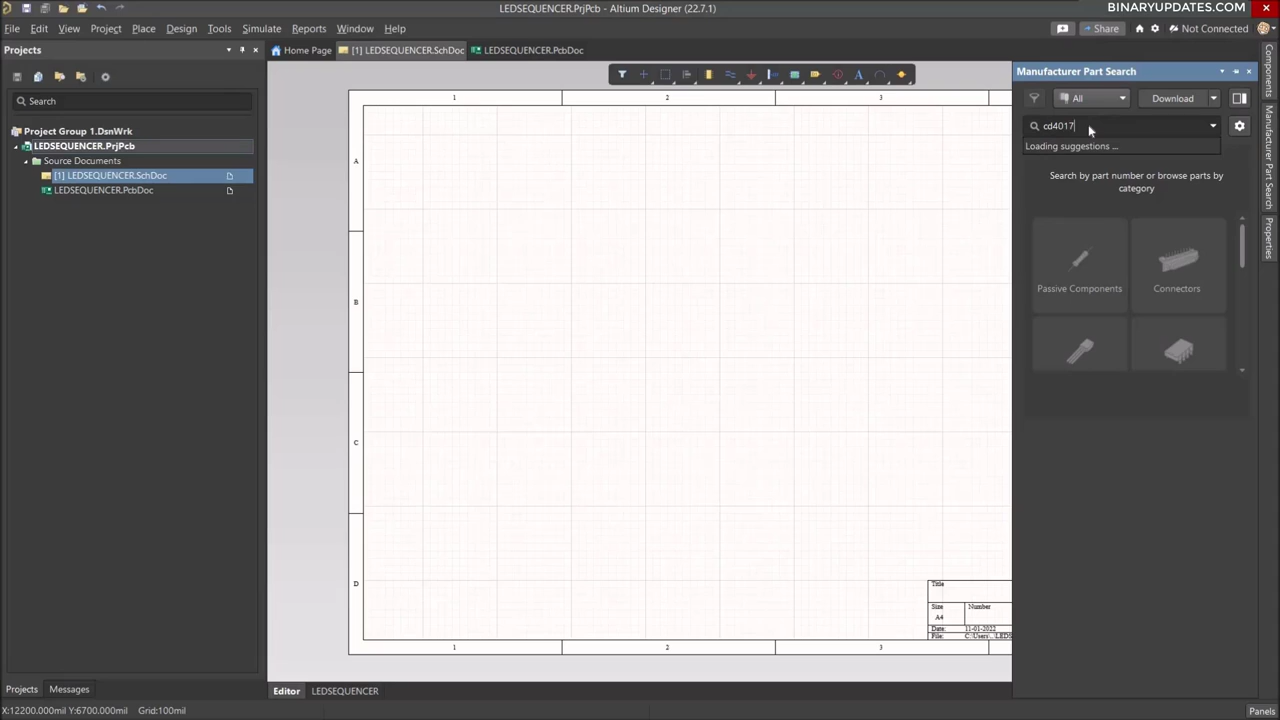 LEDSEQUENCER.PrjPcb - Altium Designer (22.7.1)
BINARYUPDATES.COM
File Edit View Project Place Design Tools Simulate Reports Window Help
Share
Not Connected
Projects
Home Page
[1] LEDSEQUENCER.SchDoc
LEDSEQUENCER.PcbDoc
Search
Project Group 1.DsnWrk
LEDSEQUENCER.PrjPcb
Source Documents
[1] LEDSEQUENCER.SchDoc
LEDSEQUENCER.PcbDoc
1 2 3
A
B
C
D
Title
Size Number
A4
Date: 11-01-2022
File: C:\Users\..\LEDS
1 2 3
Manufacturer Part Search
All
Download
cd4017
Loading suggestions ...
Search by part number or browse parts by
category
Passive Components
Connectors
Components
Manufacturer Part Search
Properties
Projects Messages
Editor LEDSEQUENCER
X:12200.000mil Y:6700.000mil Grid:100mil
Panels